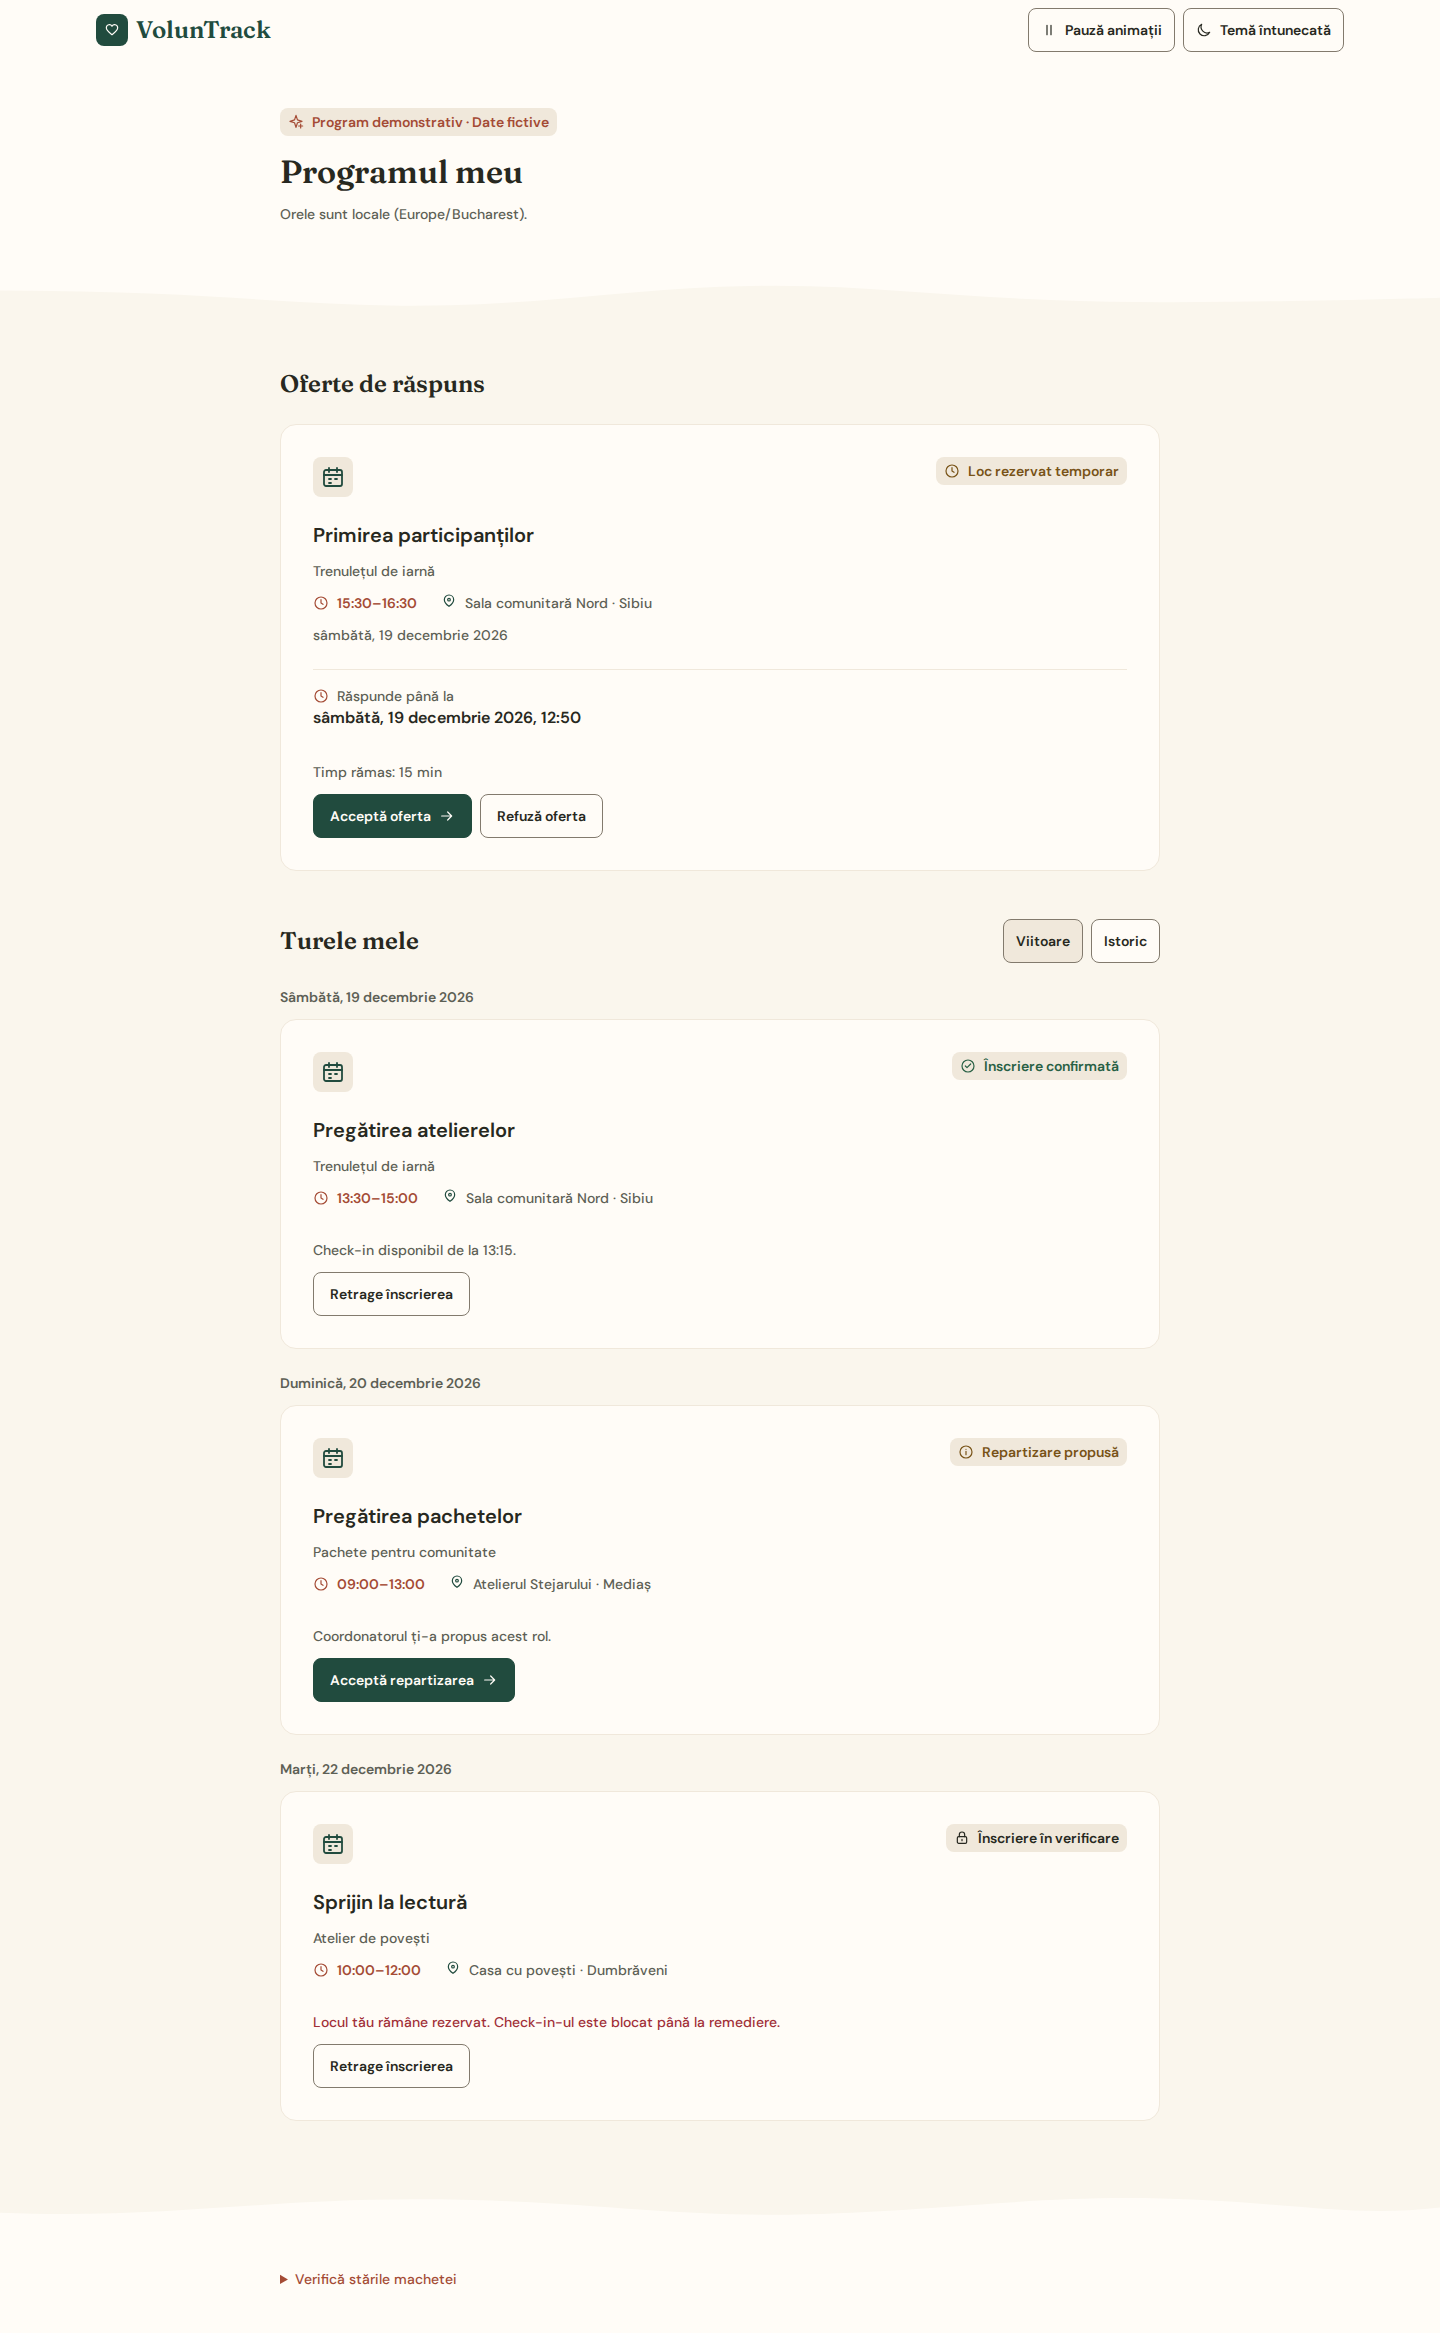 VolunTrack
Pauză animații
Temă întunecată
Program demonstrativ · Date fictive
Programul meu
Orele sunt locale (Europe/Bucharest).
Oferte de răspuns
Loc rezervat temporar
Primirea participanților
Trenulețul de iarnă
15:30–16:30 Sala comunitară Nord · Sibiu
sâmbătă, 19 decembrie 2026
Răspunde până la
sâmbătă, 19 decembrie 2026, 12:50
Timp rămas: 15 min
Acceptă oferta
Refuză oferta
Turele mele
Viitoare
Istoric
Sâmbătă, 19 decembrie 2026
Înscriere confirmată
Pregătirea atelierelor
Trenulețul de iarnă
13:30–15:00 Sala comunitară Nord · Sibiu
Check-in disponibil de la 13:15.
Retrage înscrierea
Duminică, 20 decembrie 2026
Repartizare propusă
Pregătirea pachetelor
Pachete pentru comunitate
09:00–13:00 Atelierul Stejarului · Mediaș
Coordonatorul ți-a propus acest rol.
Acceptă repartizarea
Marți, 22 decembrie 2026
Înscriere în verificare
Sprijin la lectură
Atelier de povești
10:00–12:00 Casa cu povești · Dumbrăveni
Locul tău rămâne rezervat. Check-in-ul este blocat până la remediere.
Retrage înscrierea
Verifică stările machetei